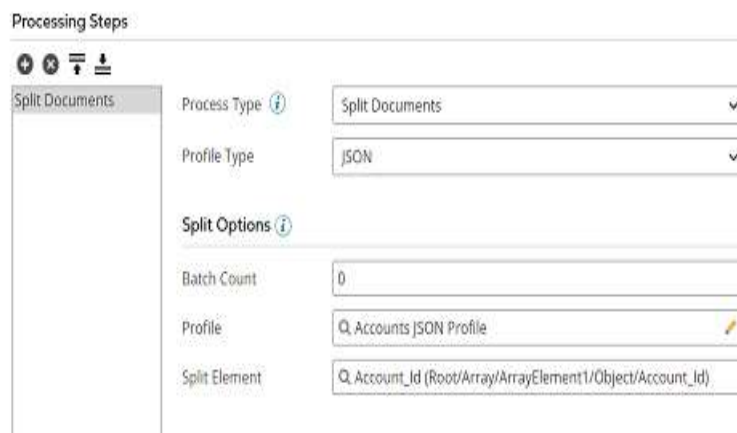 Processing Steps
Split Documents
Process Type
Split Documents
Profile Type
JSON
Split Options
Batch Count
0
Profile
Accounts JSON Profile
Split Element
Account_Id (Root/Array/ArrayElement1/Object/Account_Id)